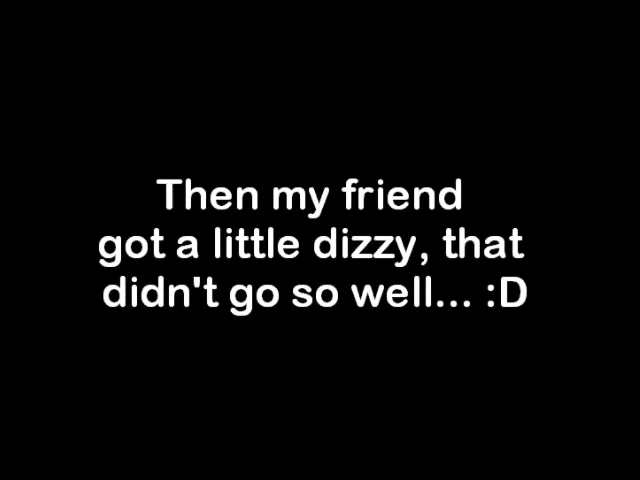 Then my friend
got a little dizzy, that
didn't go so well... :D